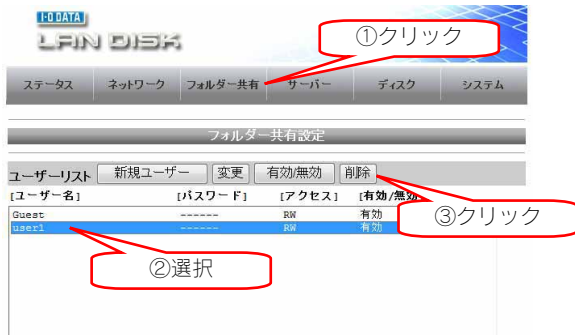 I-O DATA
LAN DISK
①クリック
ステータス ネットワーク フォルダー共有 サーバー ディスク システム
フォルダー共有設定
ユーザーリスト 新規ユーザー 変更 有効/無効 削除
[ユーザー名] [パスワード] [アクセス] [有効/無効
Guest ------ RW 有効
user1 ------ RW 有効
③クリック
②選択